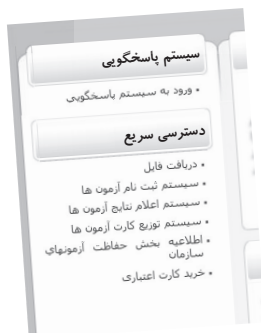 سیستم پاسخگویی
• ورود به سیستم پاسخگویی
دسترسی سریع
• دریافت فایل
• سیستم ثبت نام آزمون ها
• سیستم اعلام نتایج آزمون ها
• سیستم توزیع کارت آزمون ها
• اطلاعیه بخش حفاظت آزمونهای
سازمان
• خرید کارت اعتباری